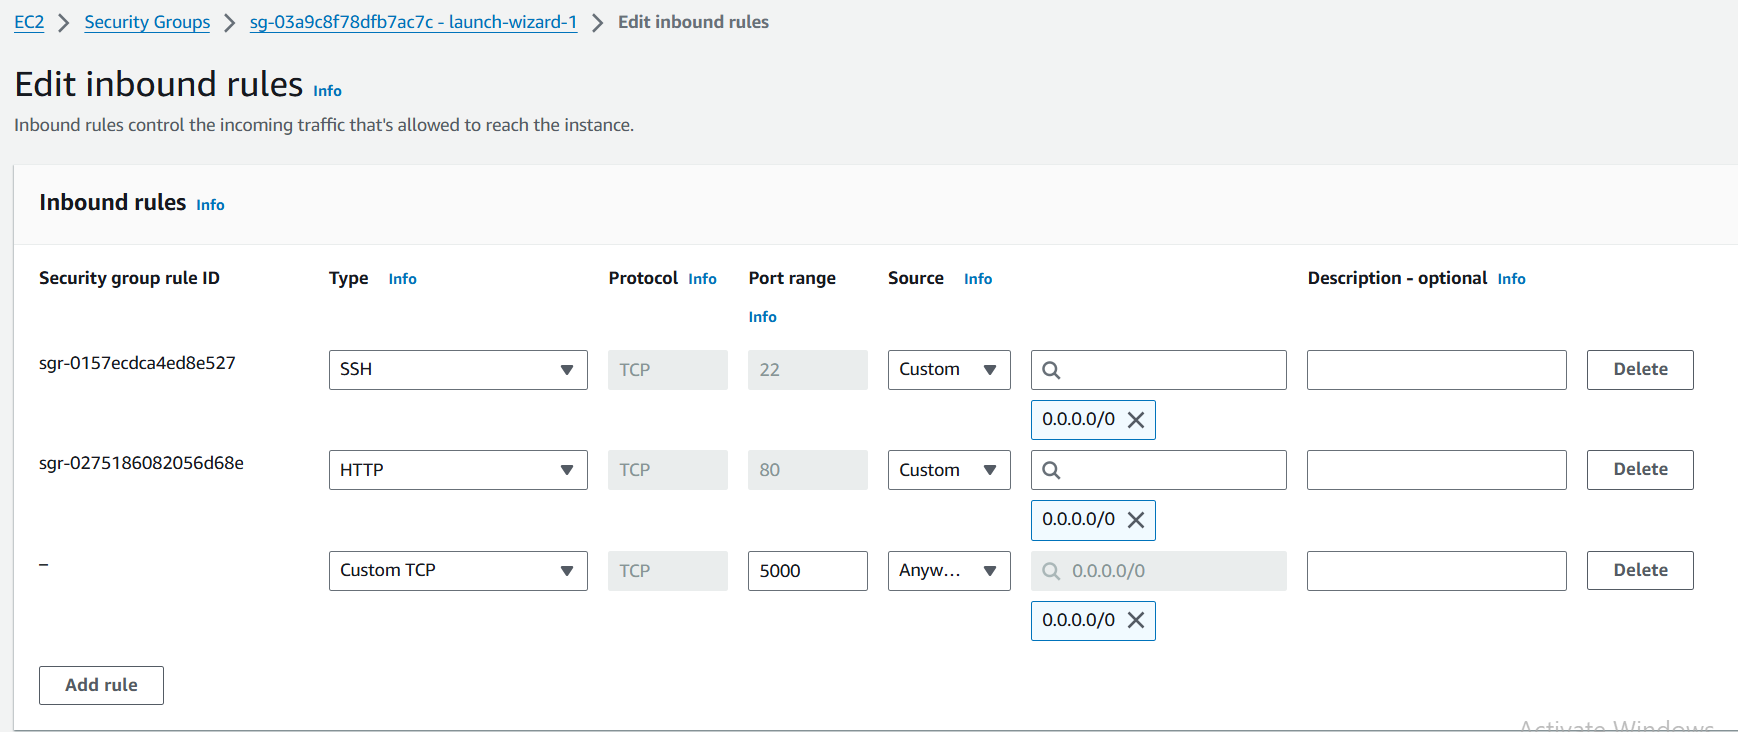 EC2 > Security Groups > sg-03a9c8f78dfb7ac7c - launch-wizard-1 > Edit inbound rules
Edit inbound rules Info
Inbound rules control the incoming traffic that's allowed to reach the instance.
Inbound rules Info
Security group rule ID Type Info Protocol Info Port range Source Info Description - optional Info
Info
sgr-0157ecdca4ed8e527 SSH TCP 22 Custom Delete
0.0.0.0/0
sgr-0275186082056d68e HTTP TCP 80 Custom Delete
0.0.0.0/0
– Custom TCP TCP 5000 Anyw... 0.0.0.0/0 Delete
0.0.0.0/0
Add rule
Activate Windows